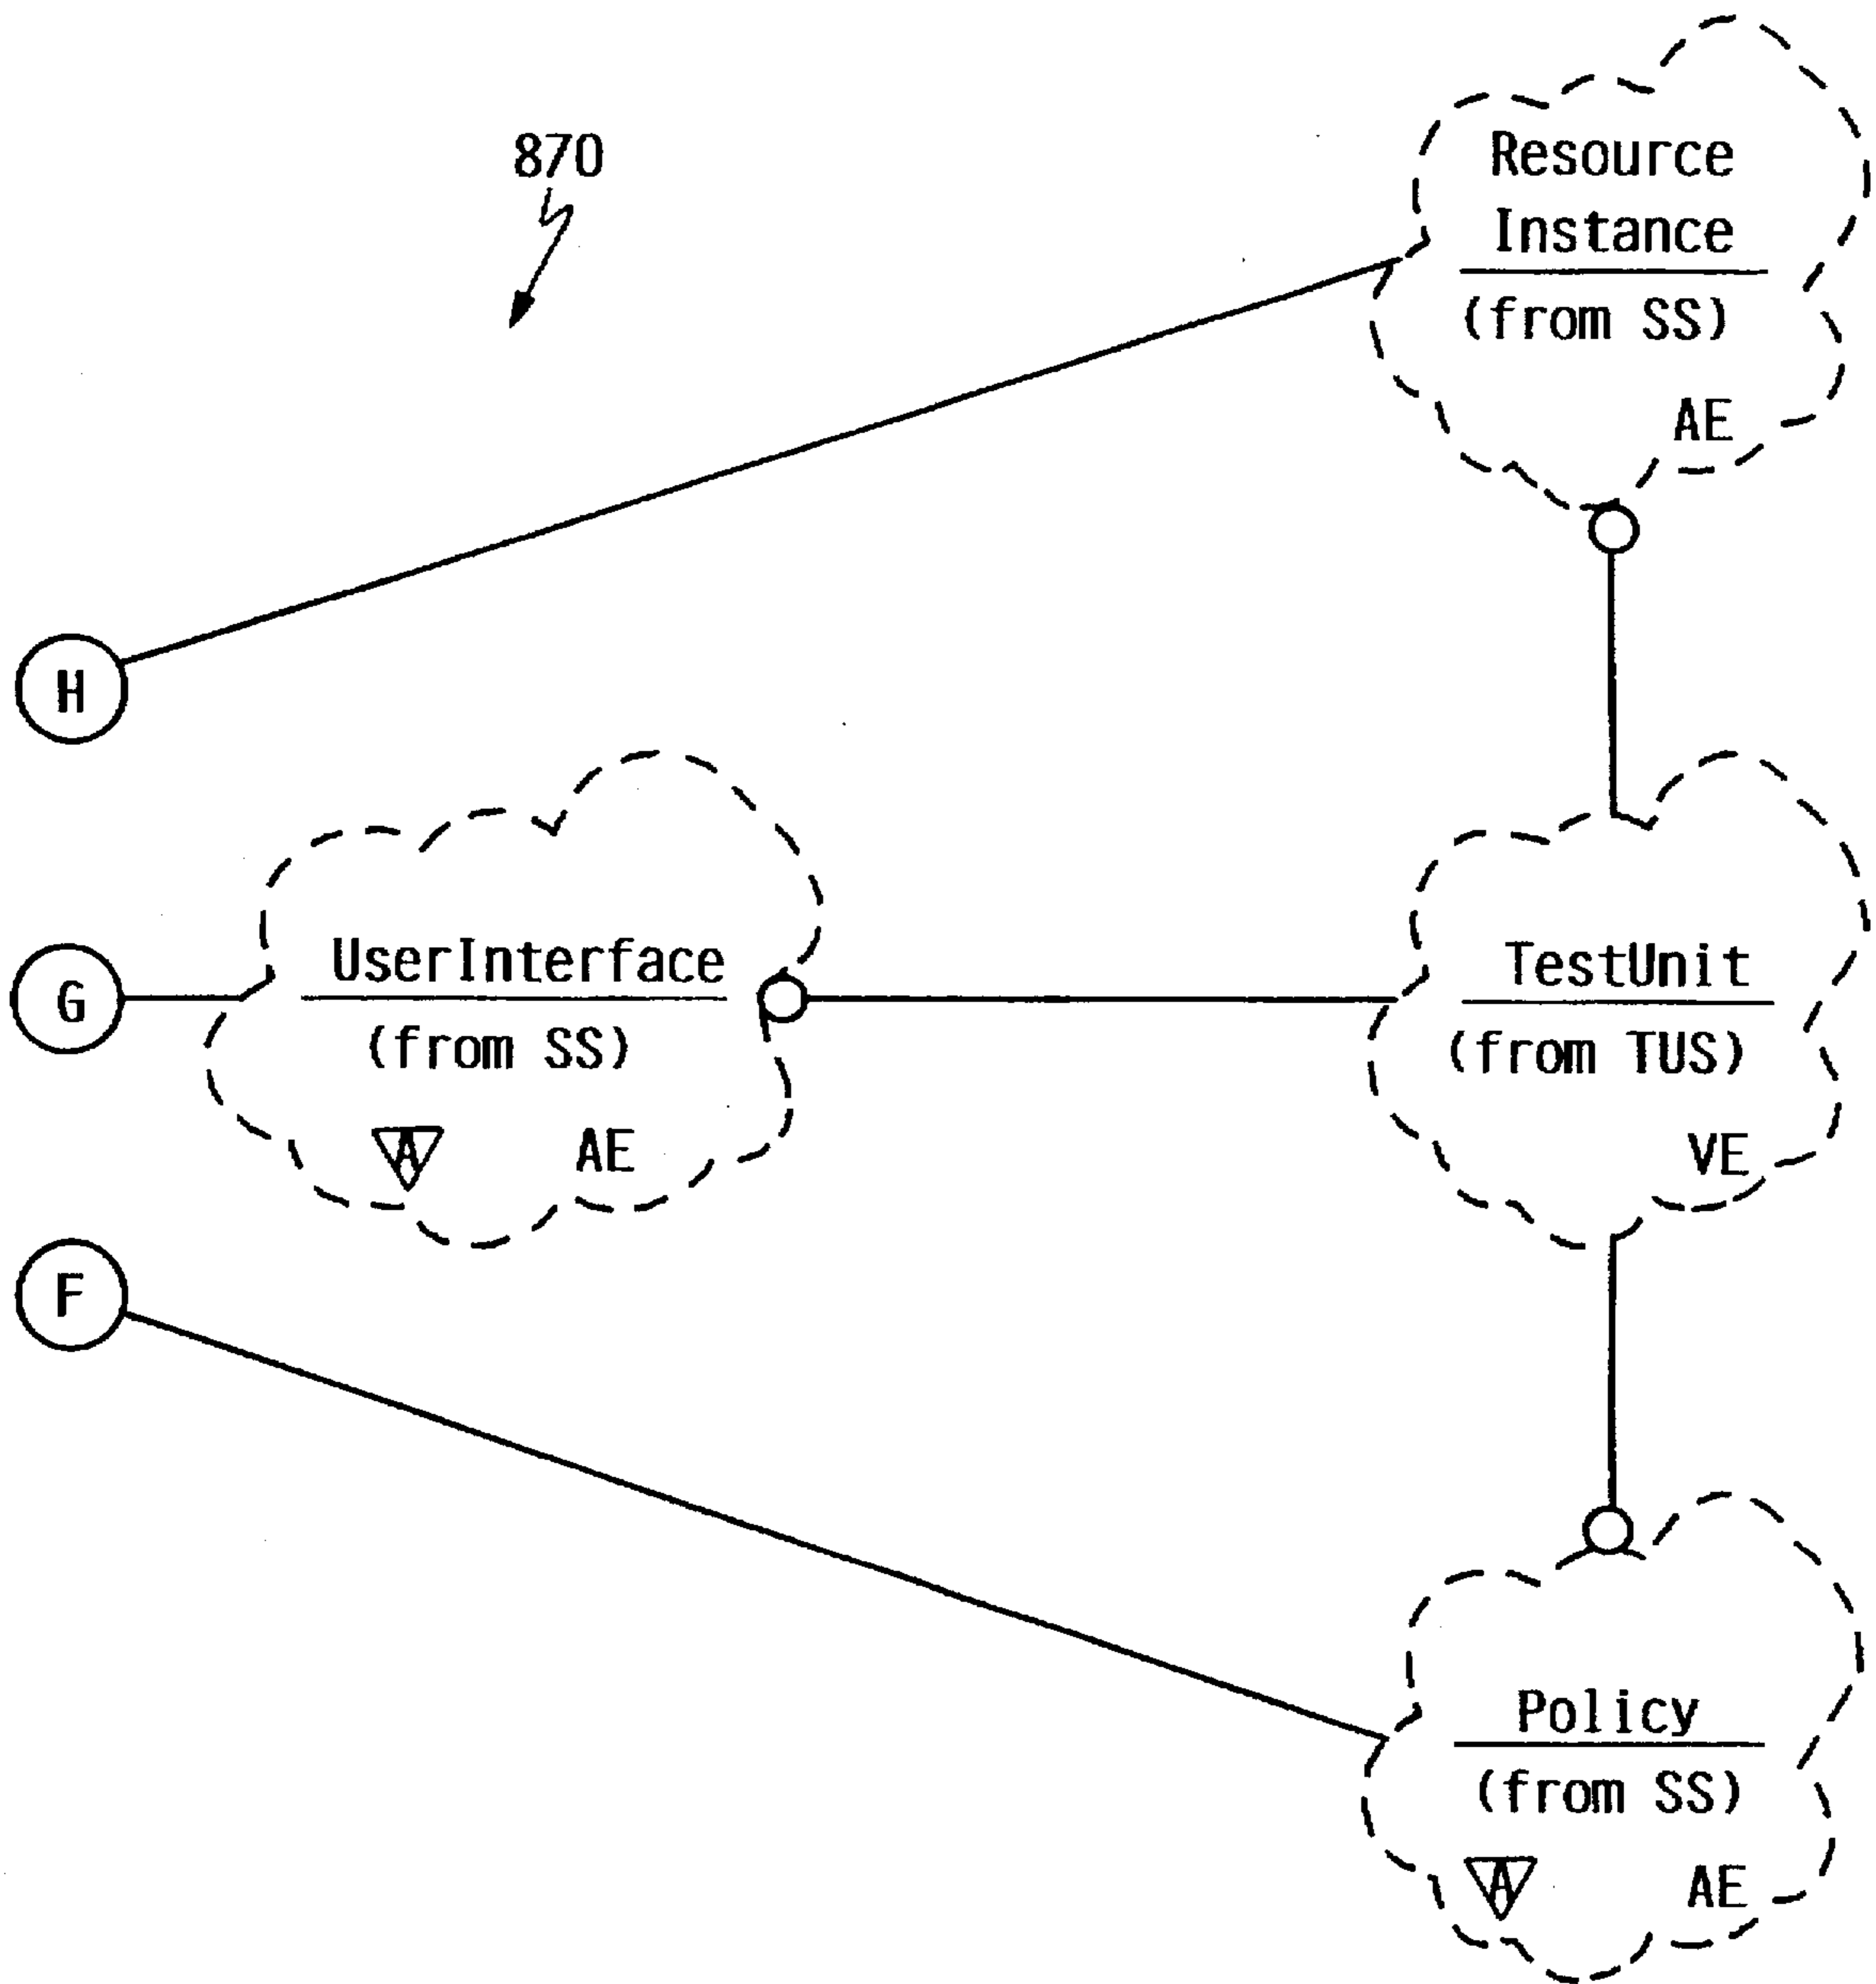 870
Resource
Instance
(from SS)
AE
H
UserInterface
(from SS)
A AE
G
TestUnit
(from TUS)
VE
F
Policy
(from SS)
A AE